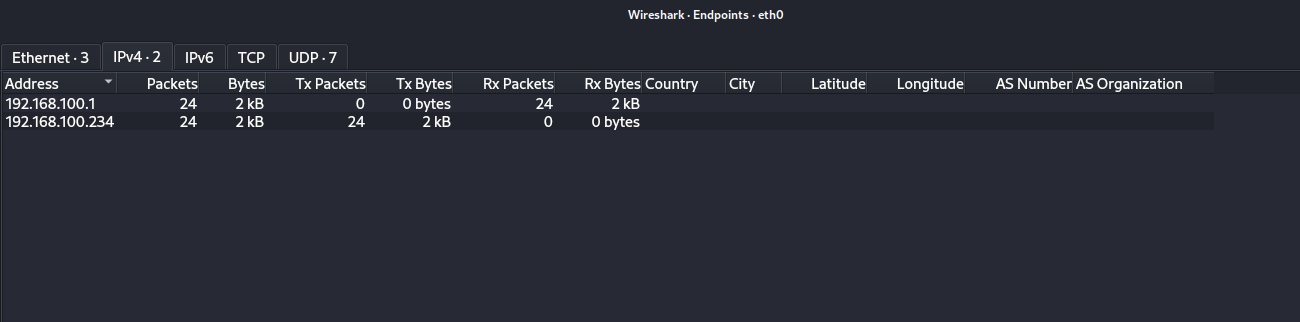 Wireshark · Endpoints · eth0
Ethernet · 3 IPv4 · 2 IPv6 TCP UDP · 7
Address Packets Bytes Tx Packets Tx Bytes Rx Packets Rx Bytes Country City Latitude Longitude AS Number AS Organization
192.168.100.1 24 2 kB 0 0 bytes 24 2 kB
192.168.100.234 24 2 kB 24 2 kB 0 0 bytes